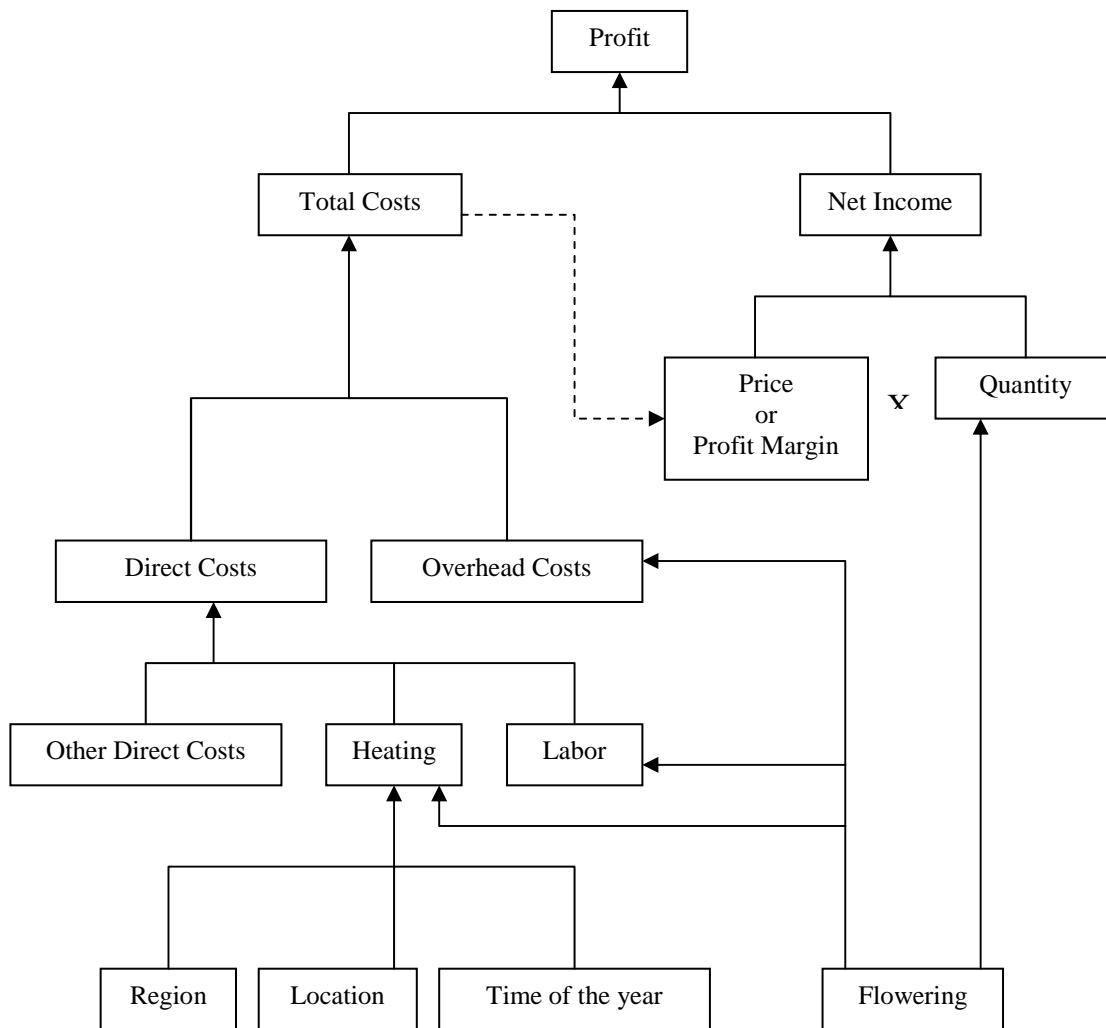 Profit
Total Costs
Net Income
Price
or
Profit Margin
x
Quantity
Direct Costs
Overhead Costs
Other Direct Costs
Heating
Labor
Region
Location
Time of the year
Flowering